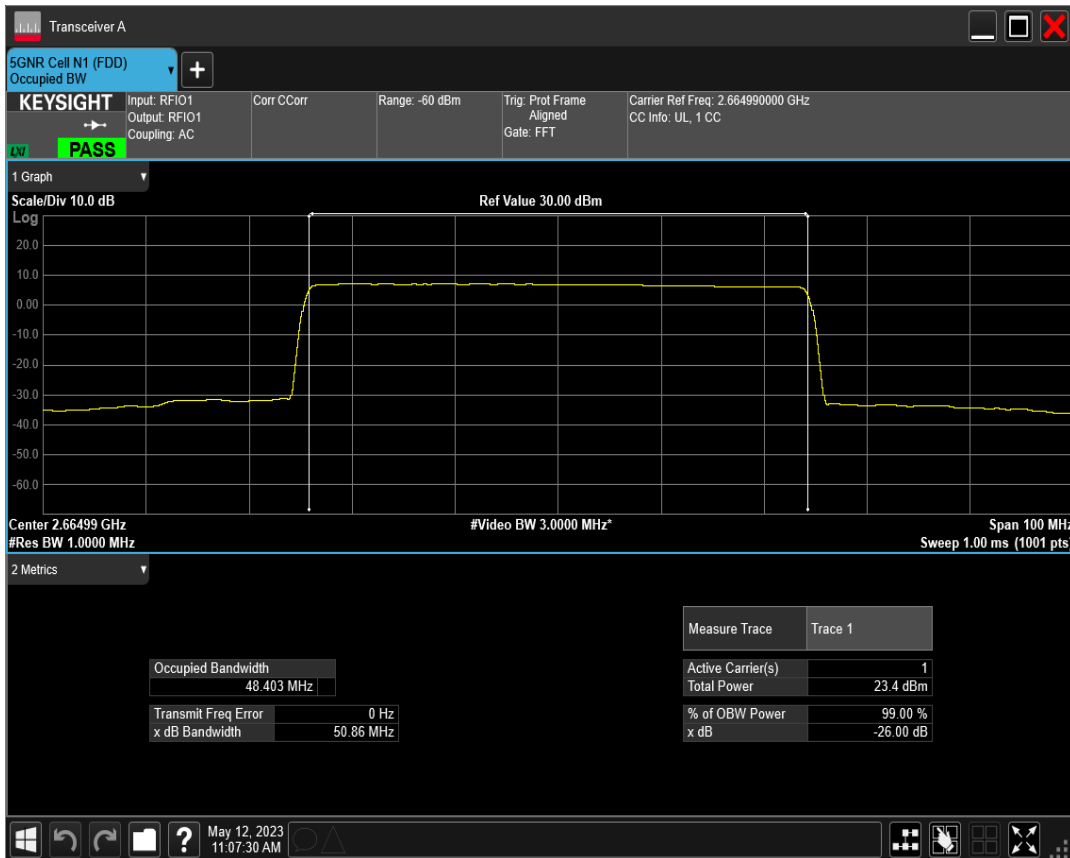 Transceiver A
5GNR Cell N1 (FDD)
Occupied BW
+
KEYSIGHT
LXI
PASS
Input: RFIO1
Output: RFIO1
Coupling: AC
Corr CCorr
Range: -60 dBm
Trig: Prot Frame
Aligned
Gate: FFT
Carrier Ref Freq: 2.664990000 GHz
CC Info: UL, 1 CC
1 Graph
Scale/Div 10.0 dB
Ref Value 30.00 dBm
Log
20.0
10.0
0.00
-10.0
-20.0
-30.0
-40.0
-50.0
-60.0
Center 2.66499 GHz
#Video BW 3.0000 MHz*
Span 100 MHz
#Res BW 1.0000 MHz
Sweep 1.00 ms (1001 pts)
2 Metrics
Measure Trace Trace 1
Occupied Bandwidth
48.403 MHz
Active Carrier(s) 1
Total Power 23.4 dBm
Transmit Freq Error 0 Hz
x dB Bandwidth 50.86 MHz
% of OBW Power 99.00 %
x dB -26.00 dB
?
May 12, 2023
11:07:30 AM